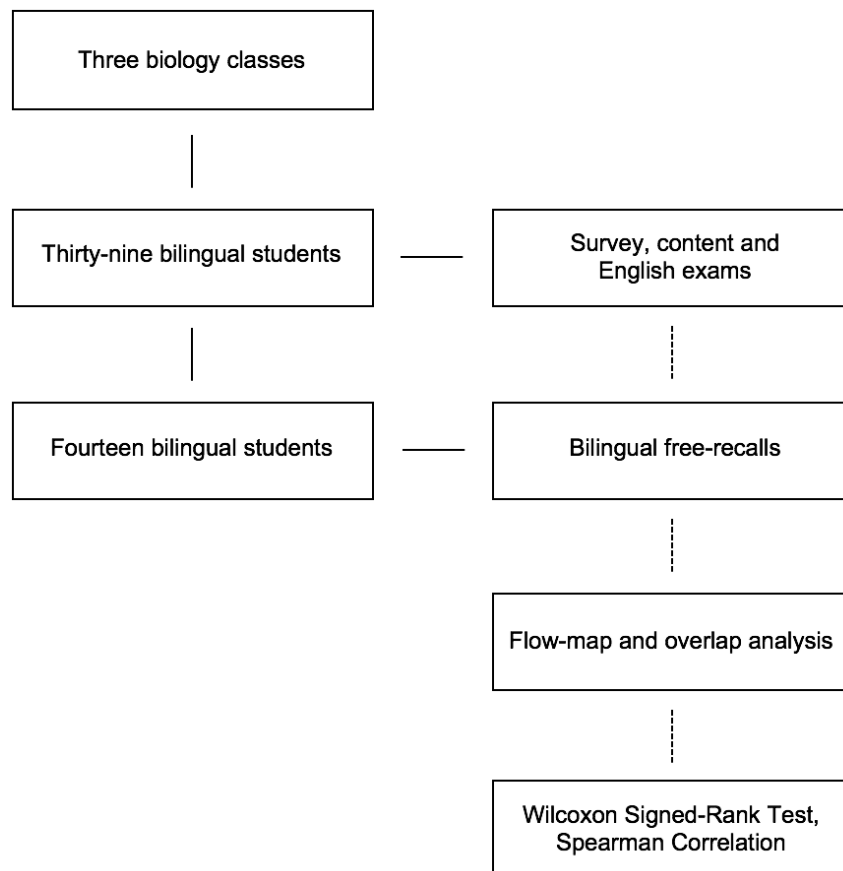 Three biology classes
Thirty-nine bilingual students
Survey, content and
English exams
Fourteen bilingual students
Bilingual free-recalls
Flow-map and overlap analysis
Wilcoxon Signed-Rank Test,
Spearman Correlation